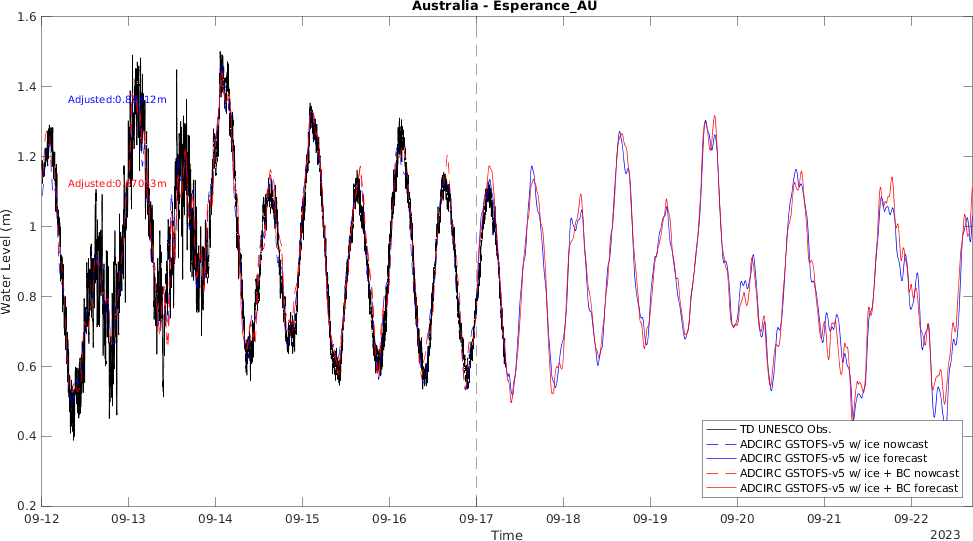 Australia - Esperance_AU
1.6
1.4
1.2
1
0.8
0.6
0.4
0.2
Water Level (m)
TD UNESCO Obs.
ADCIRC GSTOFS-v5 w/ ice nowcast
ADCIRC GSTOFS-v5 w/ ice forecast
ADCIRC GSTOFS-v5 w/ ice + BC nowcast
ADCIRC GSTOFS-v5 w/ ice + BC forecast
09-12 09-13 09-14 09-15 09-16 09-17 09-18 09-19 09-20 09-21 09-22
Time
2023